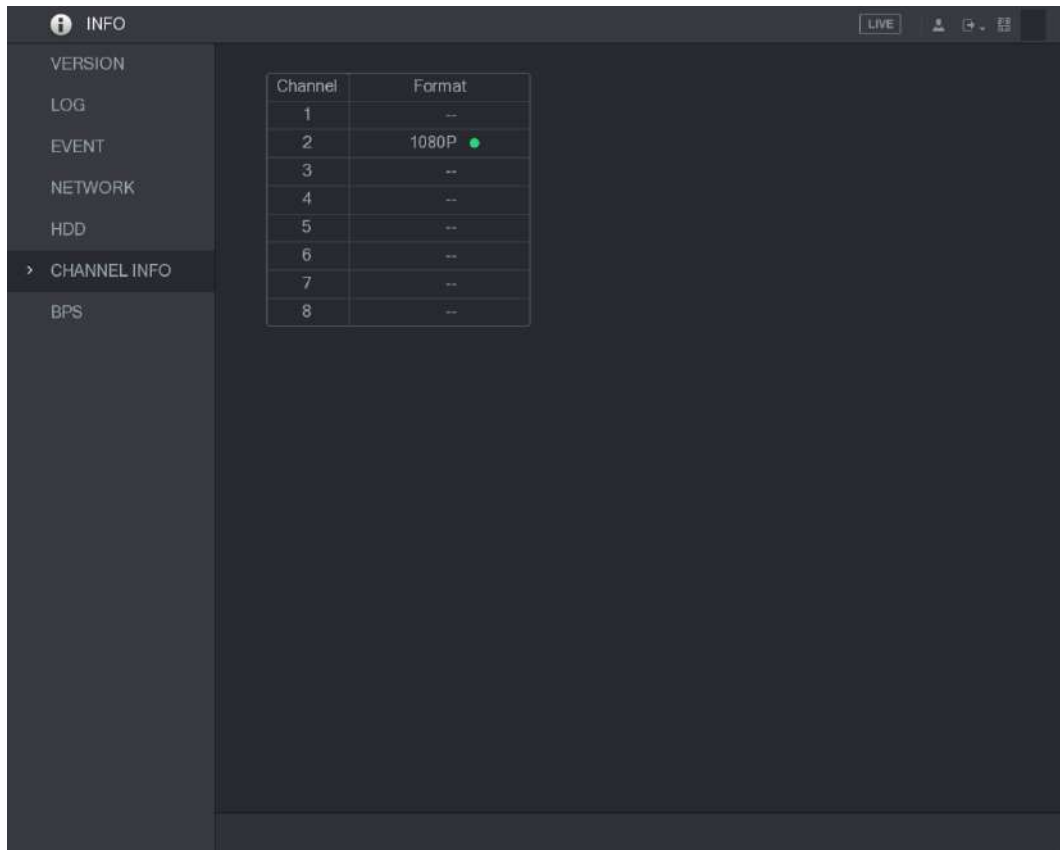 INFO LIVE
VERSION
LOG
EVENT
NETWORK
HDD
> CHANNEL INFO
BPS
Channel Format
1 --
2 1080P
3 --
4 --
5 --
6 --
7 --
8 --